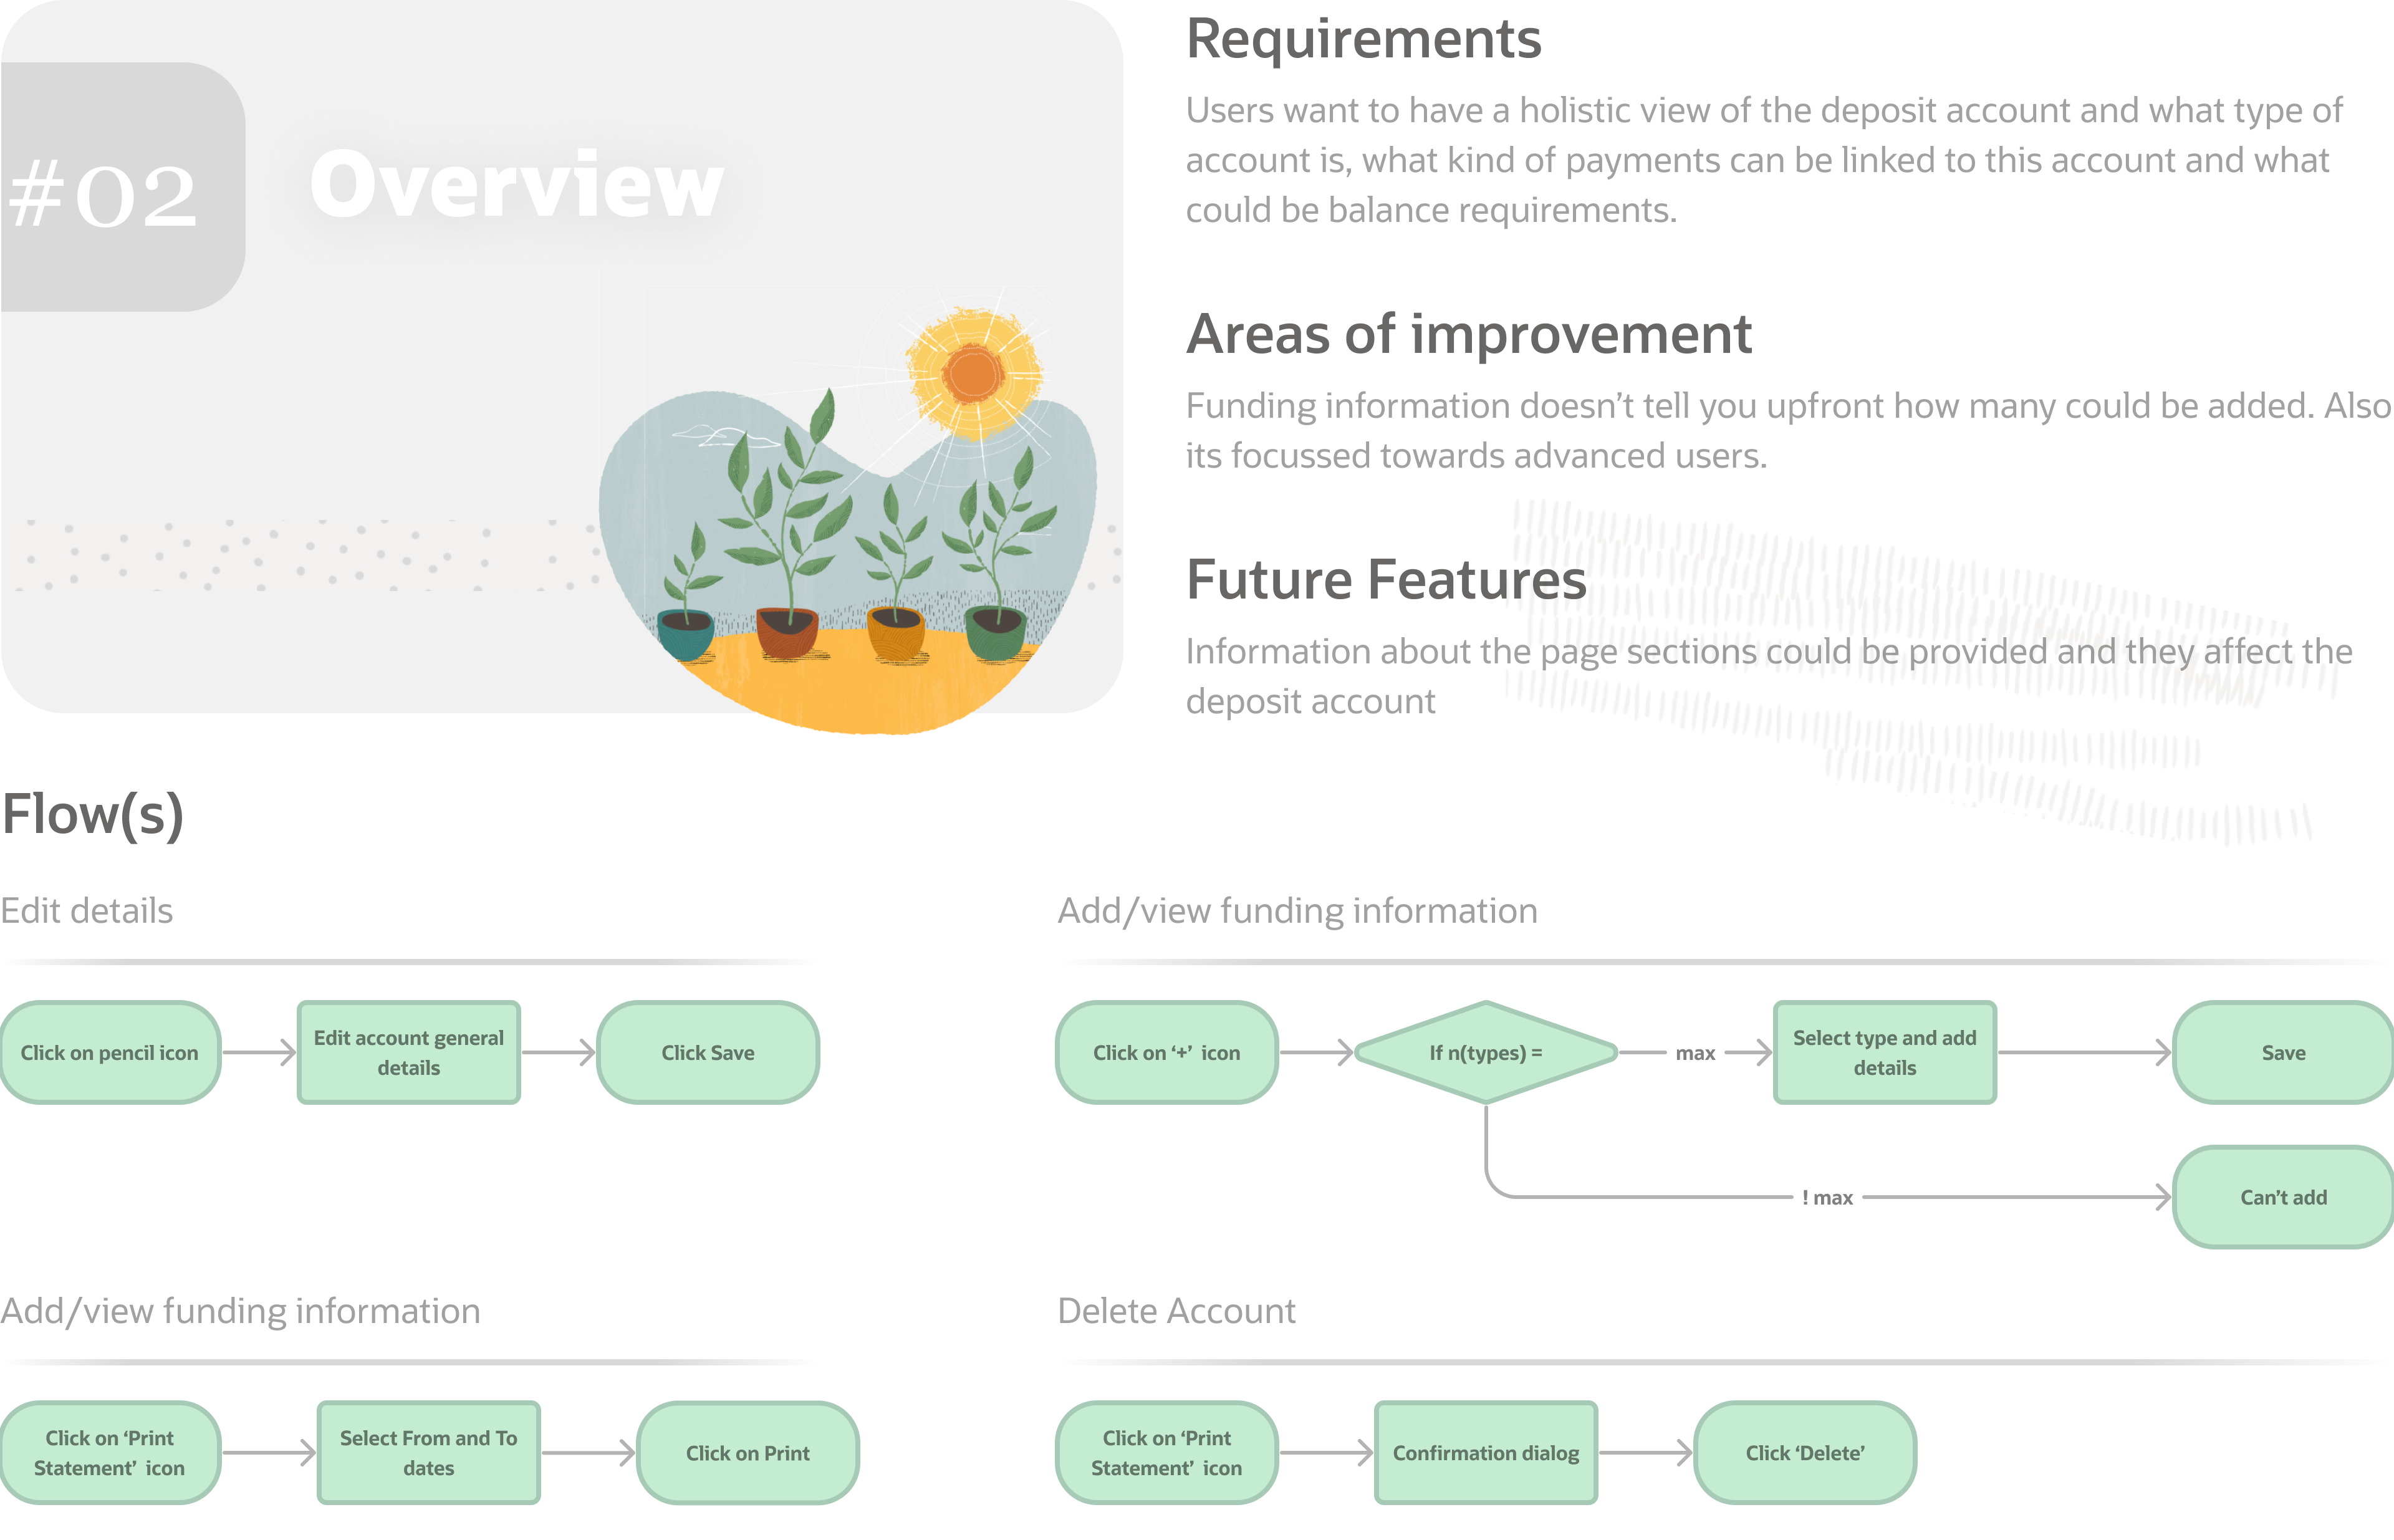 #02
Overview
Requirements
Users want to have a holistic view of the deposit account and what type of
account is, what kind of payments can be linked to this account and what
could be balance requirements.
Areas of improvement
Funding information doesn’t tell you upfront how many could be added. Also
its focussed towards advanced users.
Future Features
Information about the page sections could be provided and they affect the
deposit account
Flow(s)
Edit details
Click on pencil icon
Edit account general
details
Click Save
Add/view funding information
Click on ‘+’ icon
If n(types) =
max
Select type and add
details
Save
! max
Can’t add
Add/view funding information
Click on ‘Print
Statement’ icon
Select From and To
dates
Click on Print
Delete Account
Click on ‘Print
Statement’ icon
Confirmation dialog
Click ‘Delete’